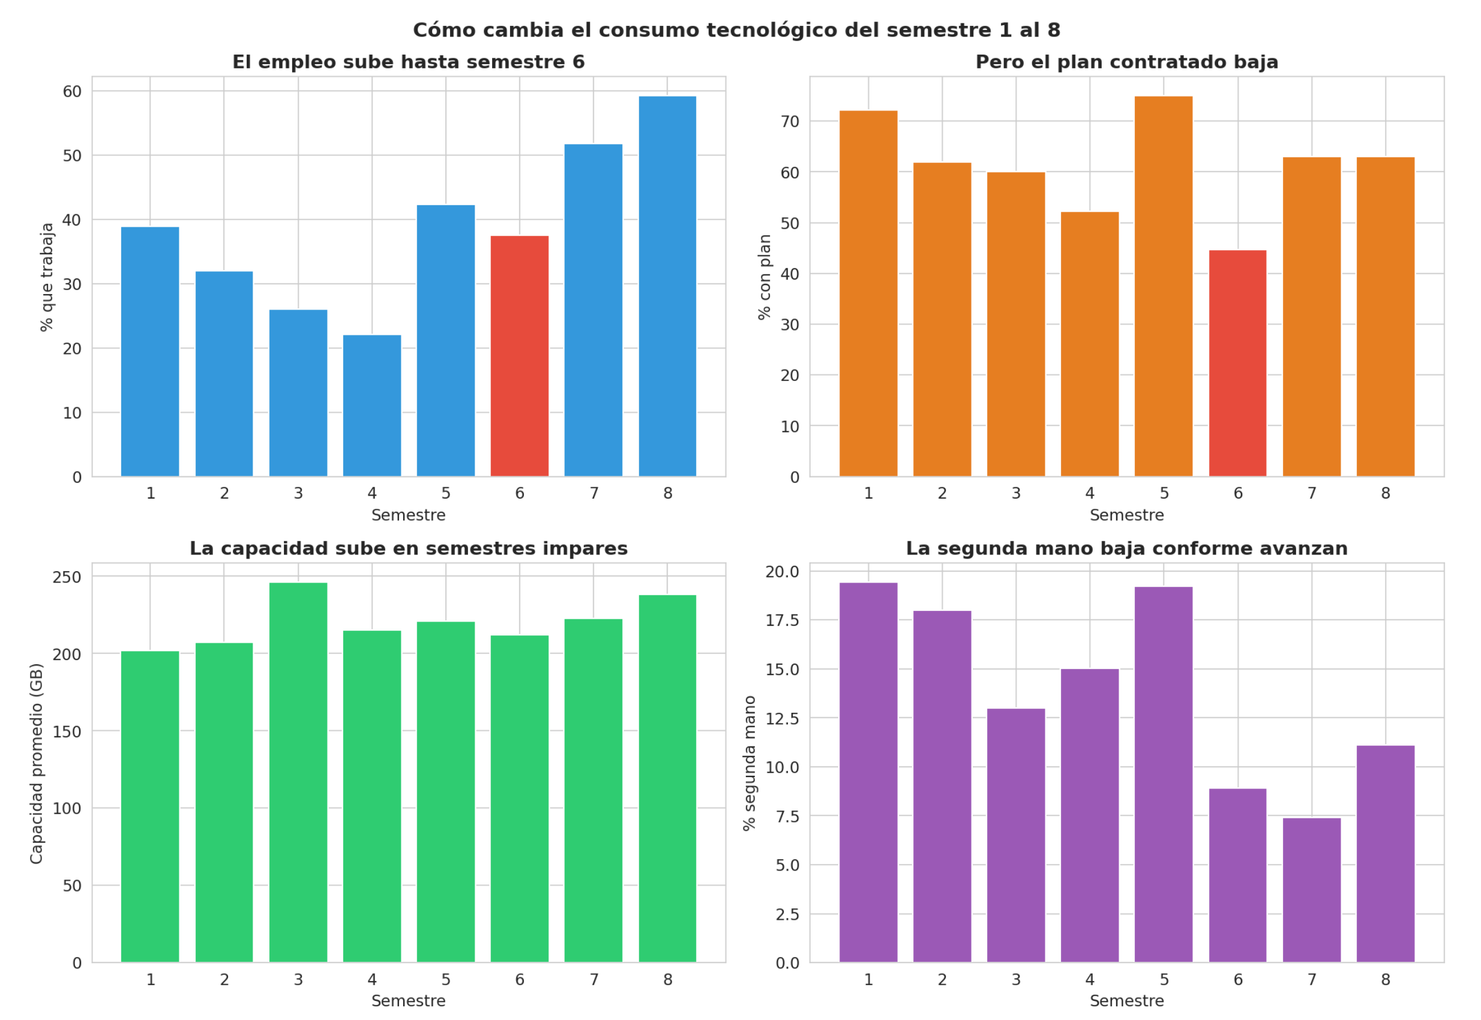 Cómo cambia el consumo tecnológico del semestre 1 al 8
El empleo sube hasta semestre 6
% que trabaja
60
50
40
30
20
10
0
1 2 3 4 5 6 7 8
Semestre
Pero el plan contratado baja
% con plan
70
60
50
40
30
20
10
0
1 2 3 4 5 6 7 8
Semestre
La capacidad sube en semestres impares
Capacidad promedio (GB)
250
200
150
100
50
0
1 2 3 4 5 6 7 8
Semestre
La segunda mano baja conforme avanzan
% segunda mano
20.0
17.5
15.0
12.5
10.0
7.5
5.0
2.5
0.0
1 2 3 4 5 6 7 8
Semestre